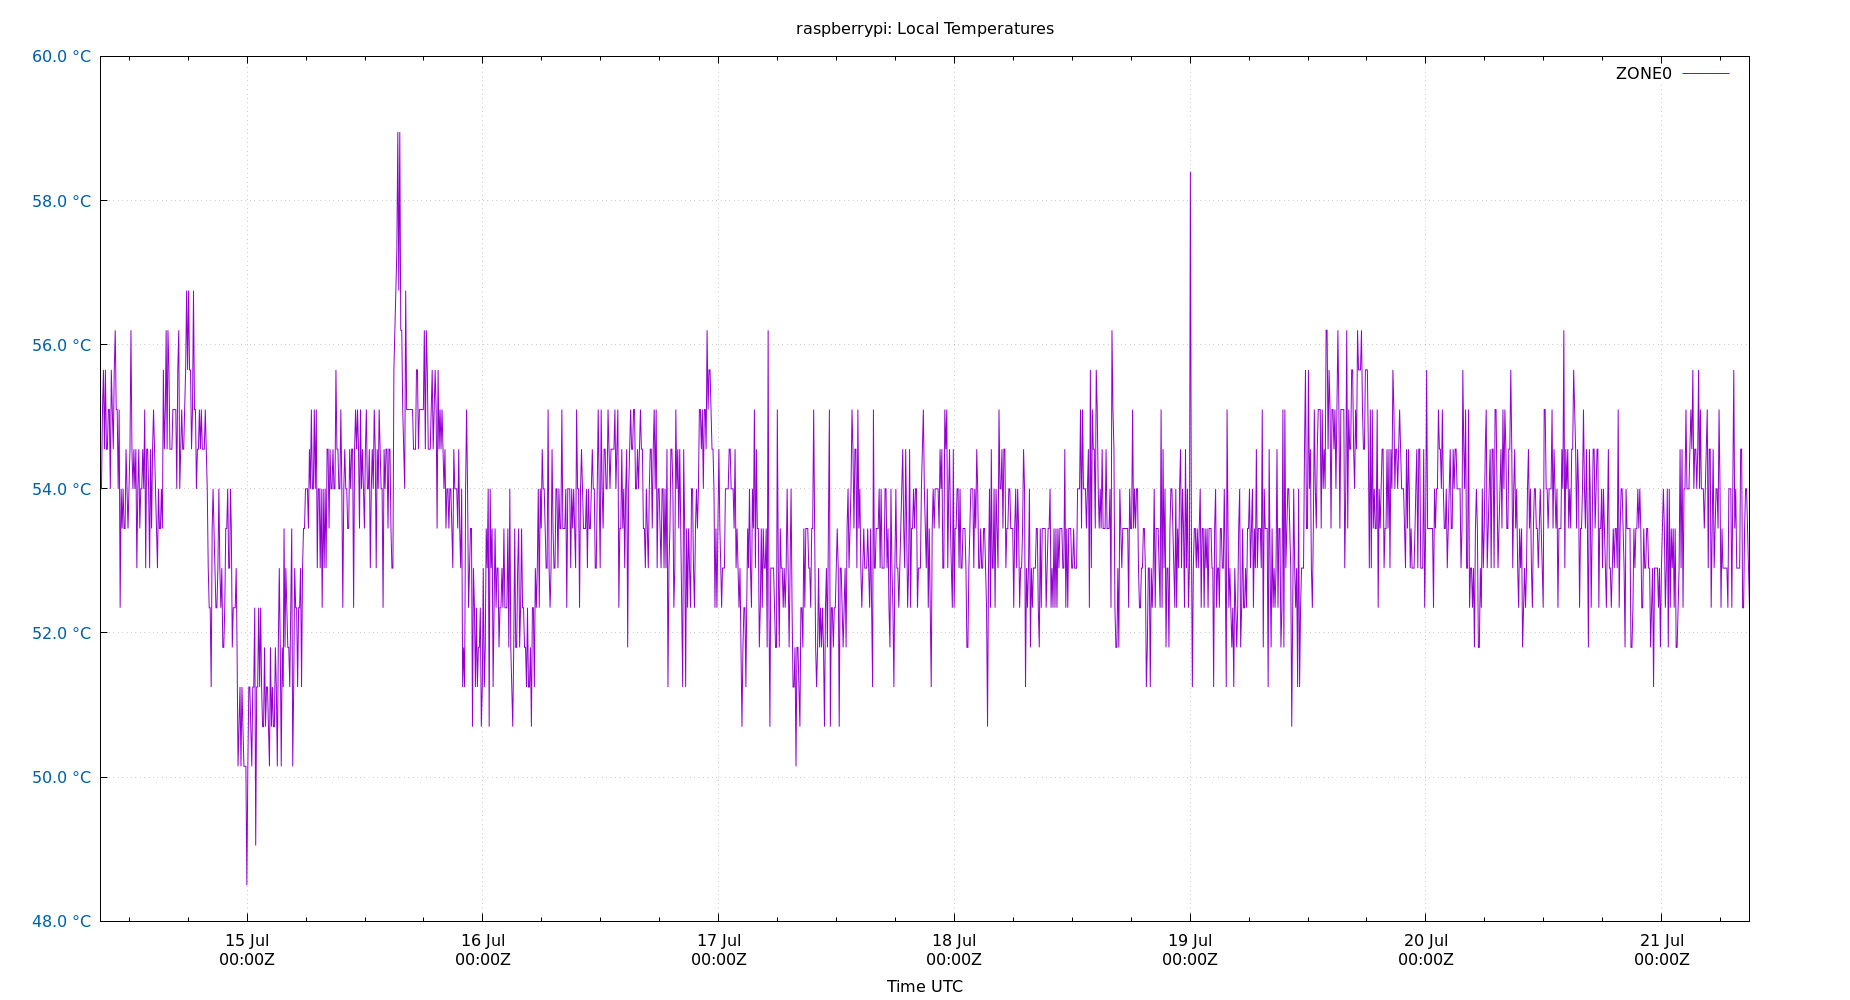 raspberrypi: Local Temperatures
60.0 °C
ZONE0
58.0 °C
56.0 °C
54.0 °C
52.0 °C
50.0 °C
48.0 °C
15 Jul 16 Jul 17 Jul 18 Jul 19 Jul 20 Jul 21 Jul
00:00Z 00:00Z 00:00Z 00:00Z 00:00Z 00:00Z 00:00Z
Time UTC